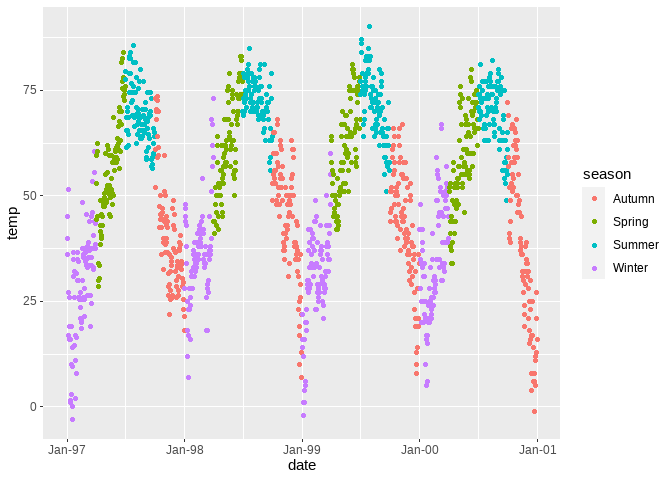 75
50
25
0
temp
Jan-97 Jan-98 Jan-99 Jan-00 Jan-01
date
season
Autumn
Spring
Summer
Winter